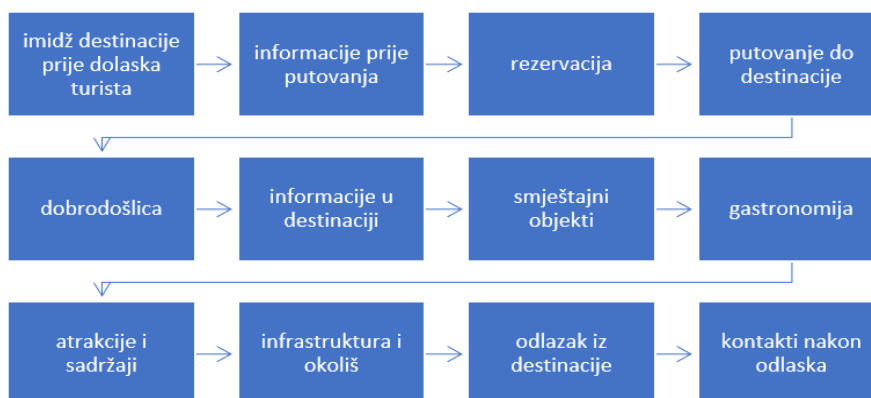 imidž destinacije
prije dolaska
turista
informacije prije
putovanja
rezervacija
putovanje do
destinacije
dobrodošlica
informacije u
destinaciji
smještajni
objekti
gastronomija
atrakcije i
sadržaji
infrastruktura i
okoliš
odlazak iz
destinacije
kontakti nakon
odlaska